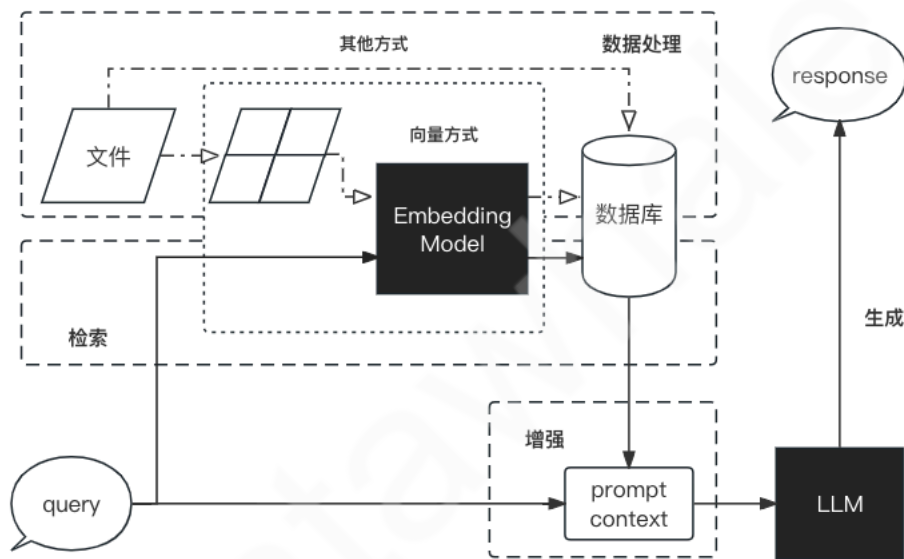 其他方式
数据处理
response
文件
向量方式
Embedding
Model
数据库
检索
生成
增强
query
prompt
context
LLM